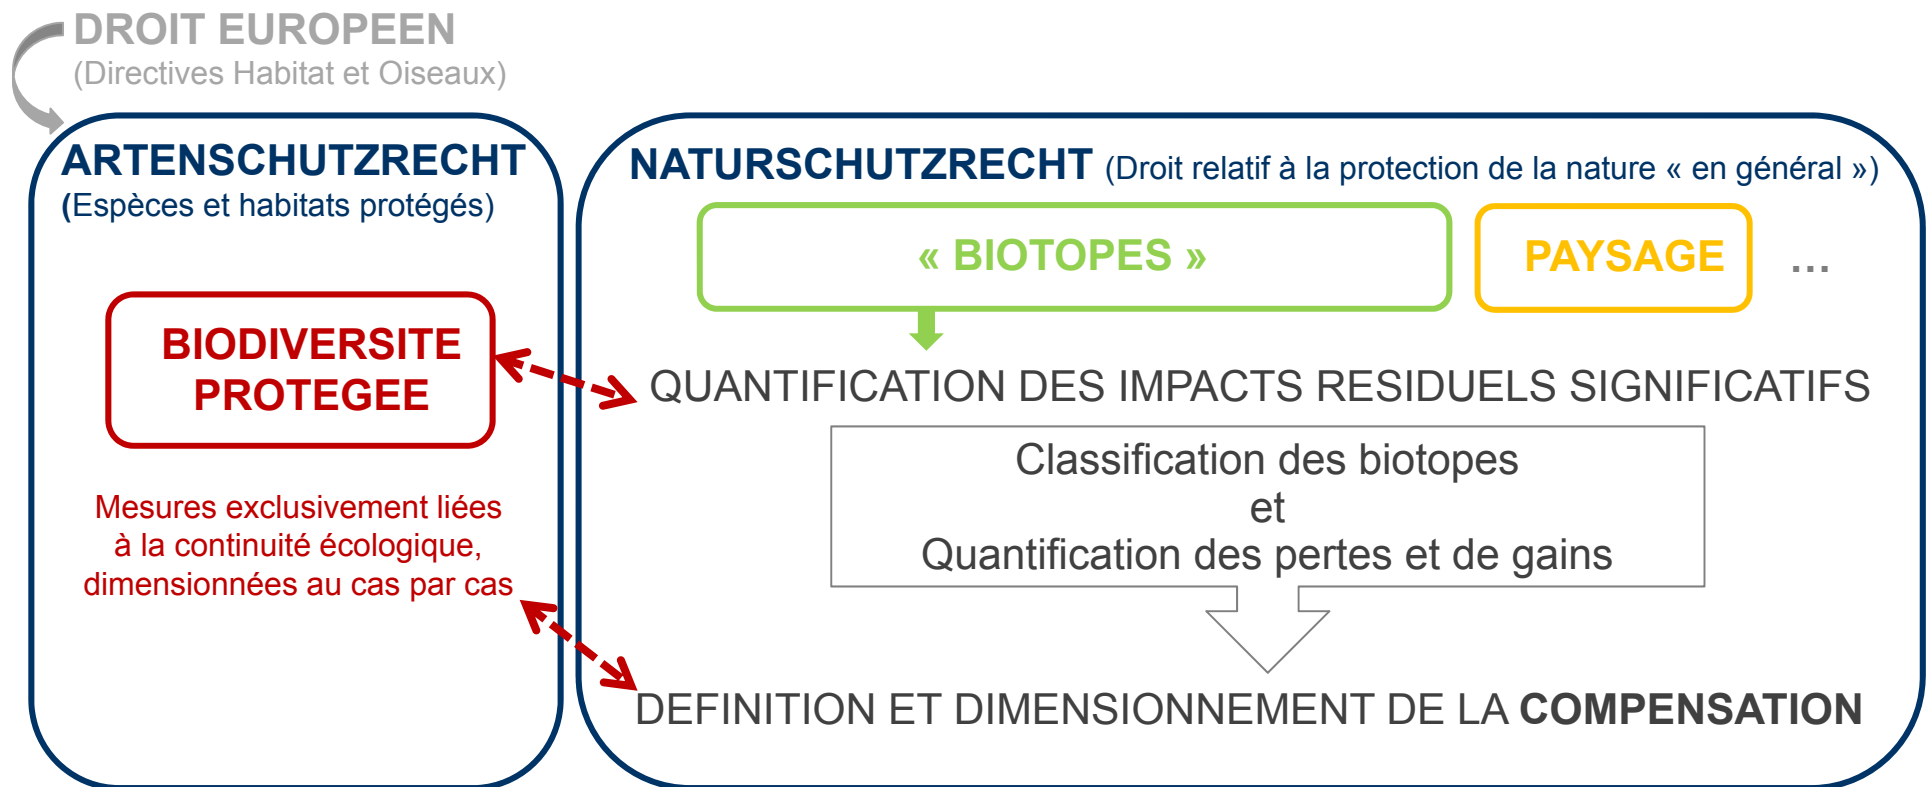 DROIT EUROPEEN
(Directives Habitat et Oiseaux)
ARTENSCHUTZRECHT
(Espèces et habitats protégés)
BIODIVERSITE
PROTEGEE
Mesures exclusivement liées
à la continuité écologique,
dimensionnées au cas par cas
NATURSCHUTZRECHT (Droit relatif à la protection de la nature « en général »)
« BIOTOPES »
PAYSAGE
...
QUANTIFICATION DES IMPACTS RESIDUELS SIGNIFICATIFS
Classification des biotopes
et
Quantification des pertes et de gains
DEFINITION ET DIMENSIONNEMENT DE LA COMPENSATION